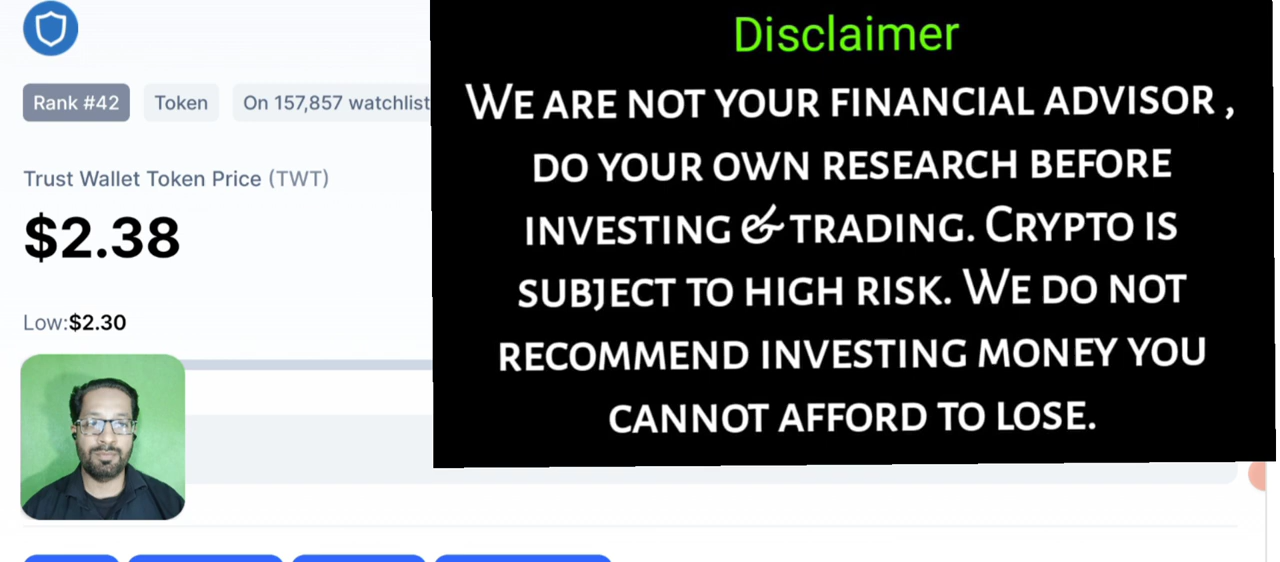 Rank #42
Token
On 157,857 watchlist
Trust Wallet Token Price (TWT)
$2.38
Low:$2.30
Disclaimer
We are not your financial advisor ,
do your own research before
investing & trading. Crypto is
subject to high risk. We do not
recommend investing money you
cannot afford to lose.